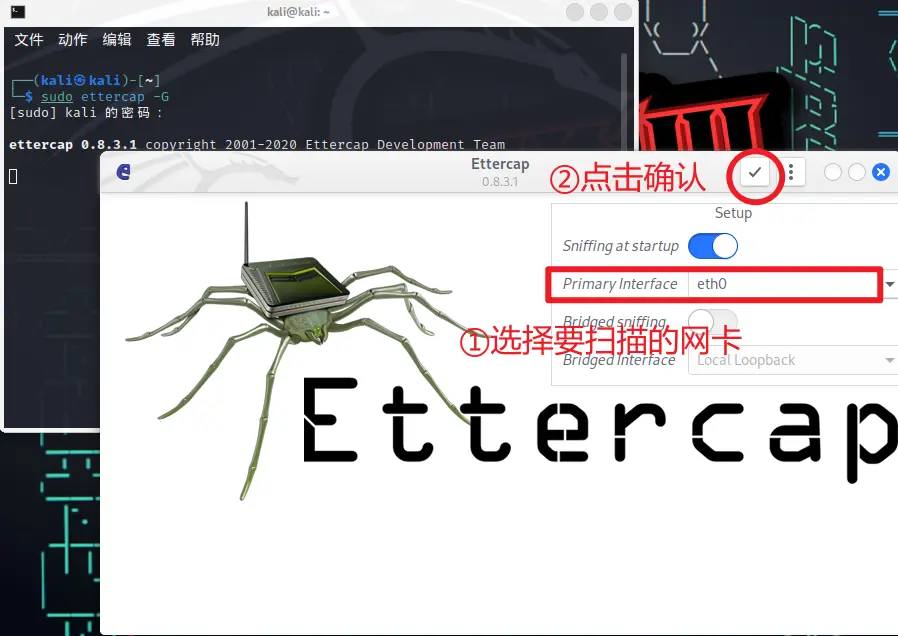 kali@kali: ~
文件 动作 编辑 查看 帮助
┌──(kali㉿kali)-[~]
└─$ sudo ettercap -G
[sudo] kali 的密码：
ettercap 0.8.3.1 copyright 2001-2020 Ettercap Development Team
Ettercap
0.8.3.1
②点击确认
Setup
Sniffing at startup
Primary Interface eth0
Bridged sniffing
①选择要扫描的网卡
Bridged Interface Local Loopback
Ettercap